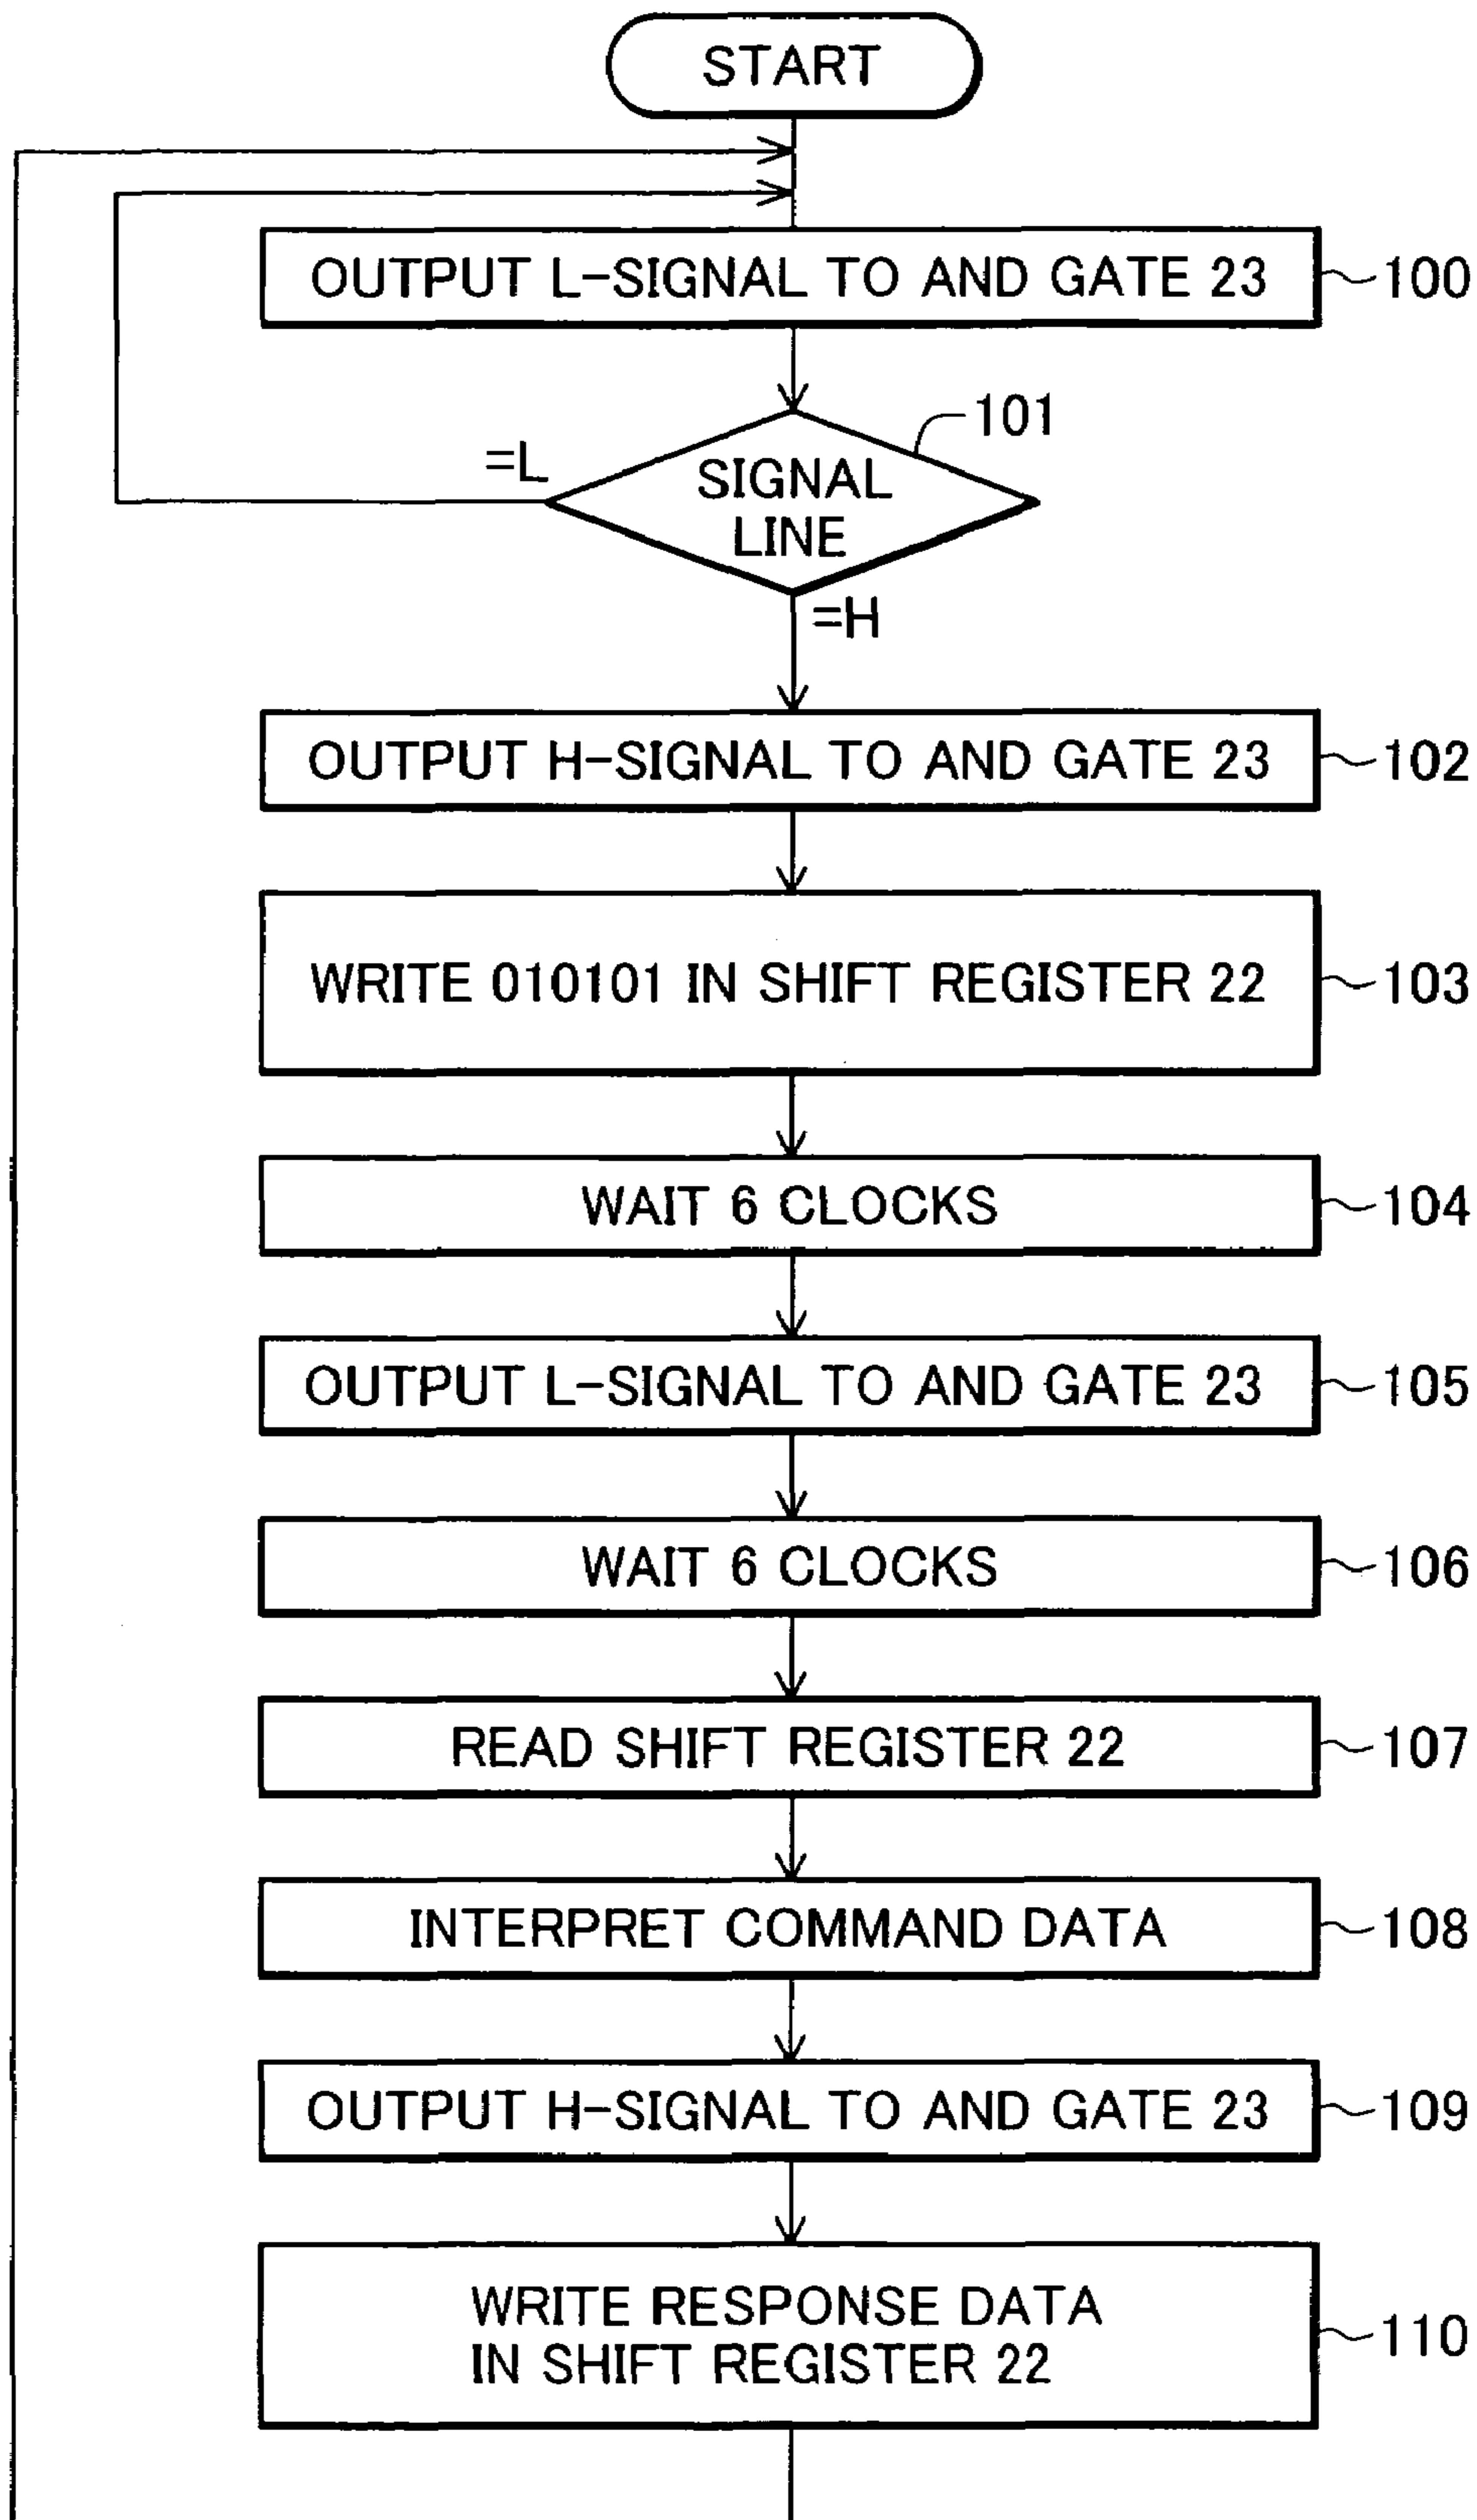 START
OUTPUT L-SIGNAL TO AND GATE 23
100
101
=L
SIGNAL
LINE
=H
OUTPUT H-SIGNAL TO AND GATE 23
102
WRITE 010101 IN SHIFT REGISTER 22
103
WAIT 6 CLOCKS
104
OUTPUT L-SIGNAL TO AND GATE 23
105
WAIT 6 CLOCKS
106
READ SHIFT REGISTER 22
107
INTERPRET COMMAND DATA
108
OUTPUT H-SIGNAL TO AND GATE 23
109
WRITE RESPONSE DATA
IN SHIFT REGISTER 22
110